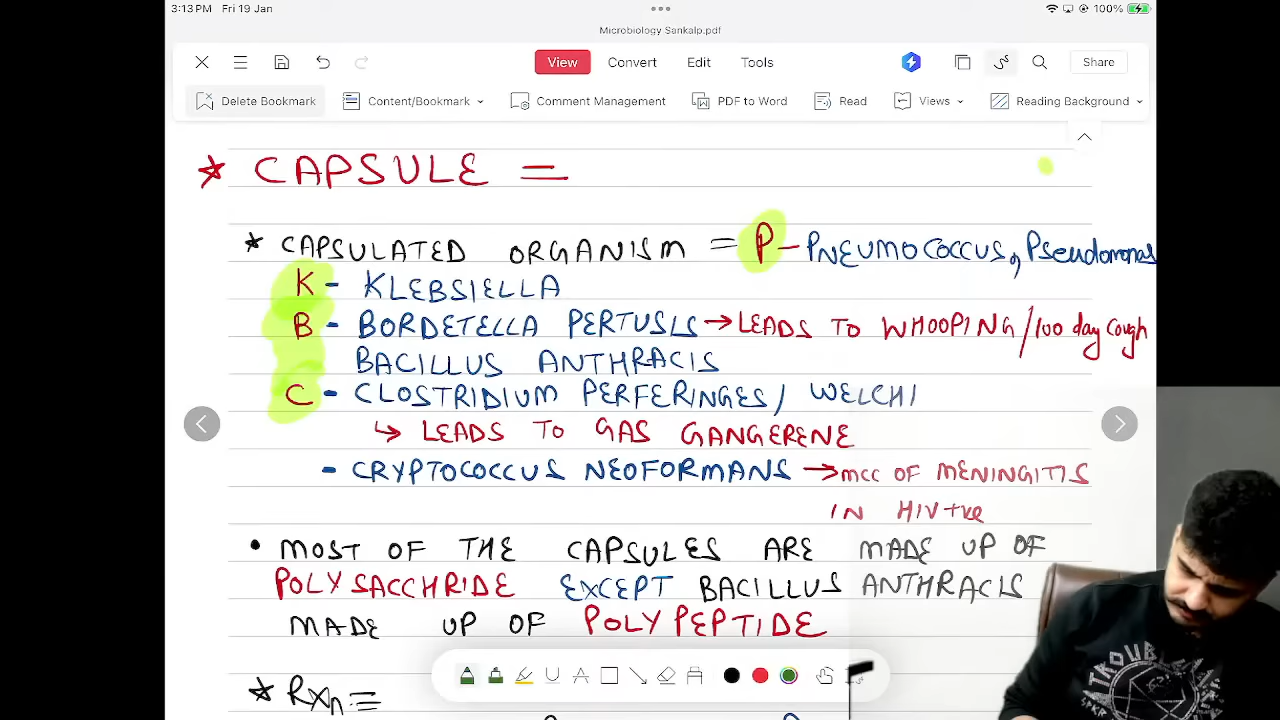 3:13 PM Fri 19 Jan
100%
Microbiology Sankalp.pdf
View Convert Edit Tools Share
Delete Bookmark Content/Bookmark Comment Management PDF to Word Read Views Reading Background
* CAPSULE =
* CAPSULATED ORGANISM = P - PNEUMOCOCCUS, Pseudomonas
K - KLEBSIELLA
B - BORDETELLA PERTUSIS → LEADS TO WHOOPING/100 day Cough
BACILLUS ANTHRACIS
C - CLOSTRIDIUM PERFERINGES/ WELCHI
↳ LEADS TO GAS GANGERENE
- CRYPTOCOCCUS NEOFORMANS → MCC OF MENINGITIS
IN HIV+ve
• MOST OF THE CAPSULES ARE MADE UP OF
POLYSACCHRIDE EXCEPT BACILLUS ANTHRACIS
MADE UP OF POLYPEPTIDE
* RXn =
TROUBLE